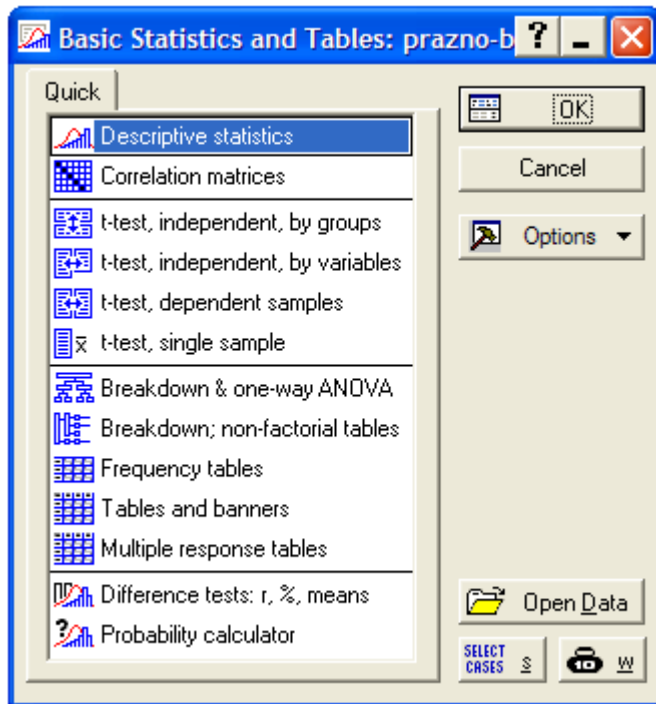 Basic Statistics and Tables: prazno-b
Quick
Descriptive statistics
Correlation matrices
t-test, independent, by groups
t-test, independent, by variables
t-test, dependent samples
t-test, single sample
Breakdown & one-way ANOVA
Breakdown; non-factorial tables
Frequency tables
Tables and banners
Multiple response tables
Difference tests: r, %, means
Probability calculator
OK
Cancel
Options
Open Data
SELECT
CASES S
W